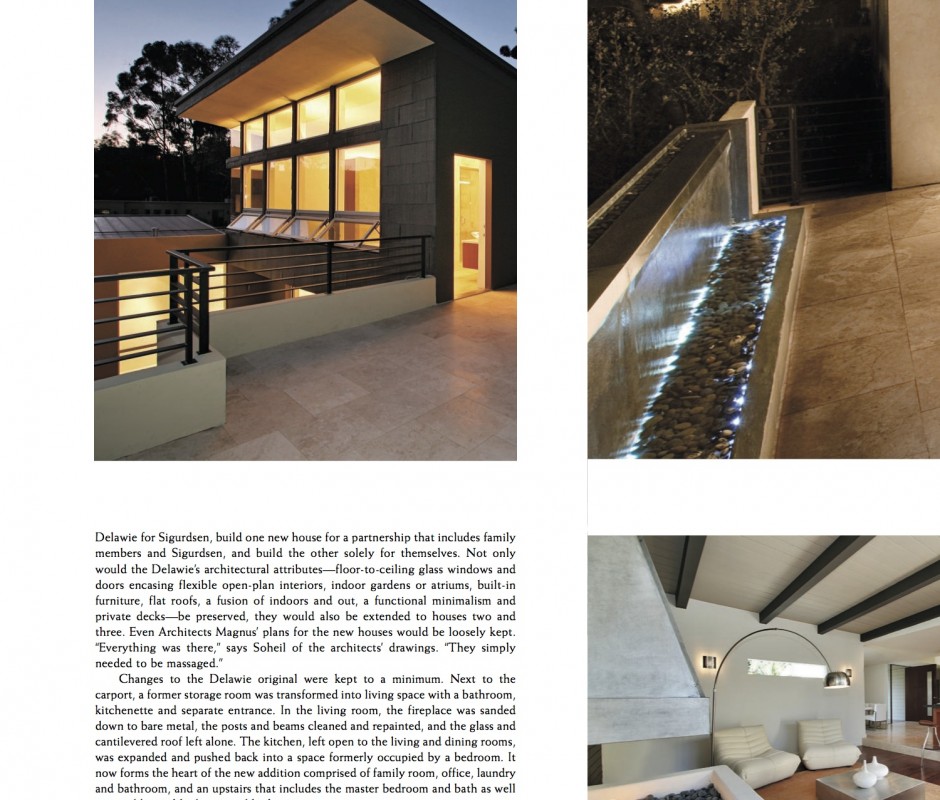 Delawie for Sigurdsen, build one new house for a partnership that includes family
members and Sigurdsen, and build the other solely for themselves. Not only
would the Delawie's architectural attributes—floor-to-ceiling glass windows and
doors encasing flexible open-plan interiors, indoor gardens or atriums, built-in
furniture, flat roofs, a fusion of indoors and out, a functional minimalism and
private decks—be preserved, they would also be extended to houses two and
three. Even Architects Magnus' plans for the new houses would be loosely kept.
"Everything was there," says Soheil of the architects' drawings. "They simply
needed to be massaged."
Changes to the Delawie original were kept to a minimum. Next to the
carport, a former storage room was transformed into living space with a bathroom,
kitchenette and separate entrance. In the living room, the fireplace was sanded
down to bare metal, the posts and beams cleaned and repainted, and the glass and
cantilevered roof left alone. The kitchen, left open to the living and dining rooms,
was expanded and pushed back into a space formerly occupied by a bedroom. It
now forms the heart of the new addition comprised of family room, office, laundry
and bathroom, and an upstairs that includes the master bedroom and bath as well